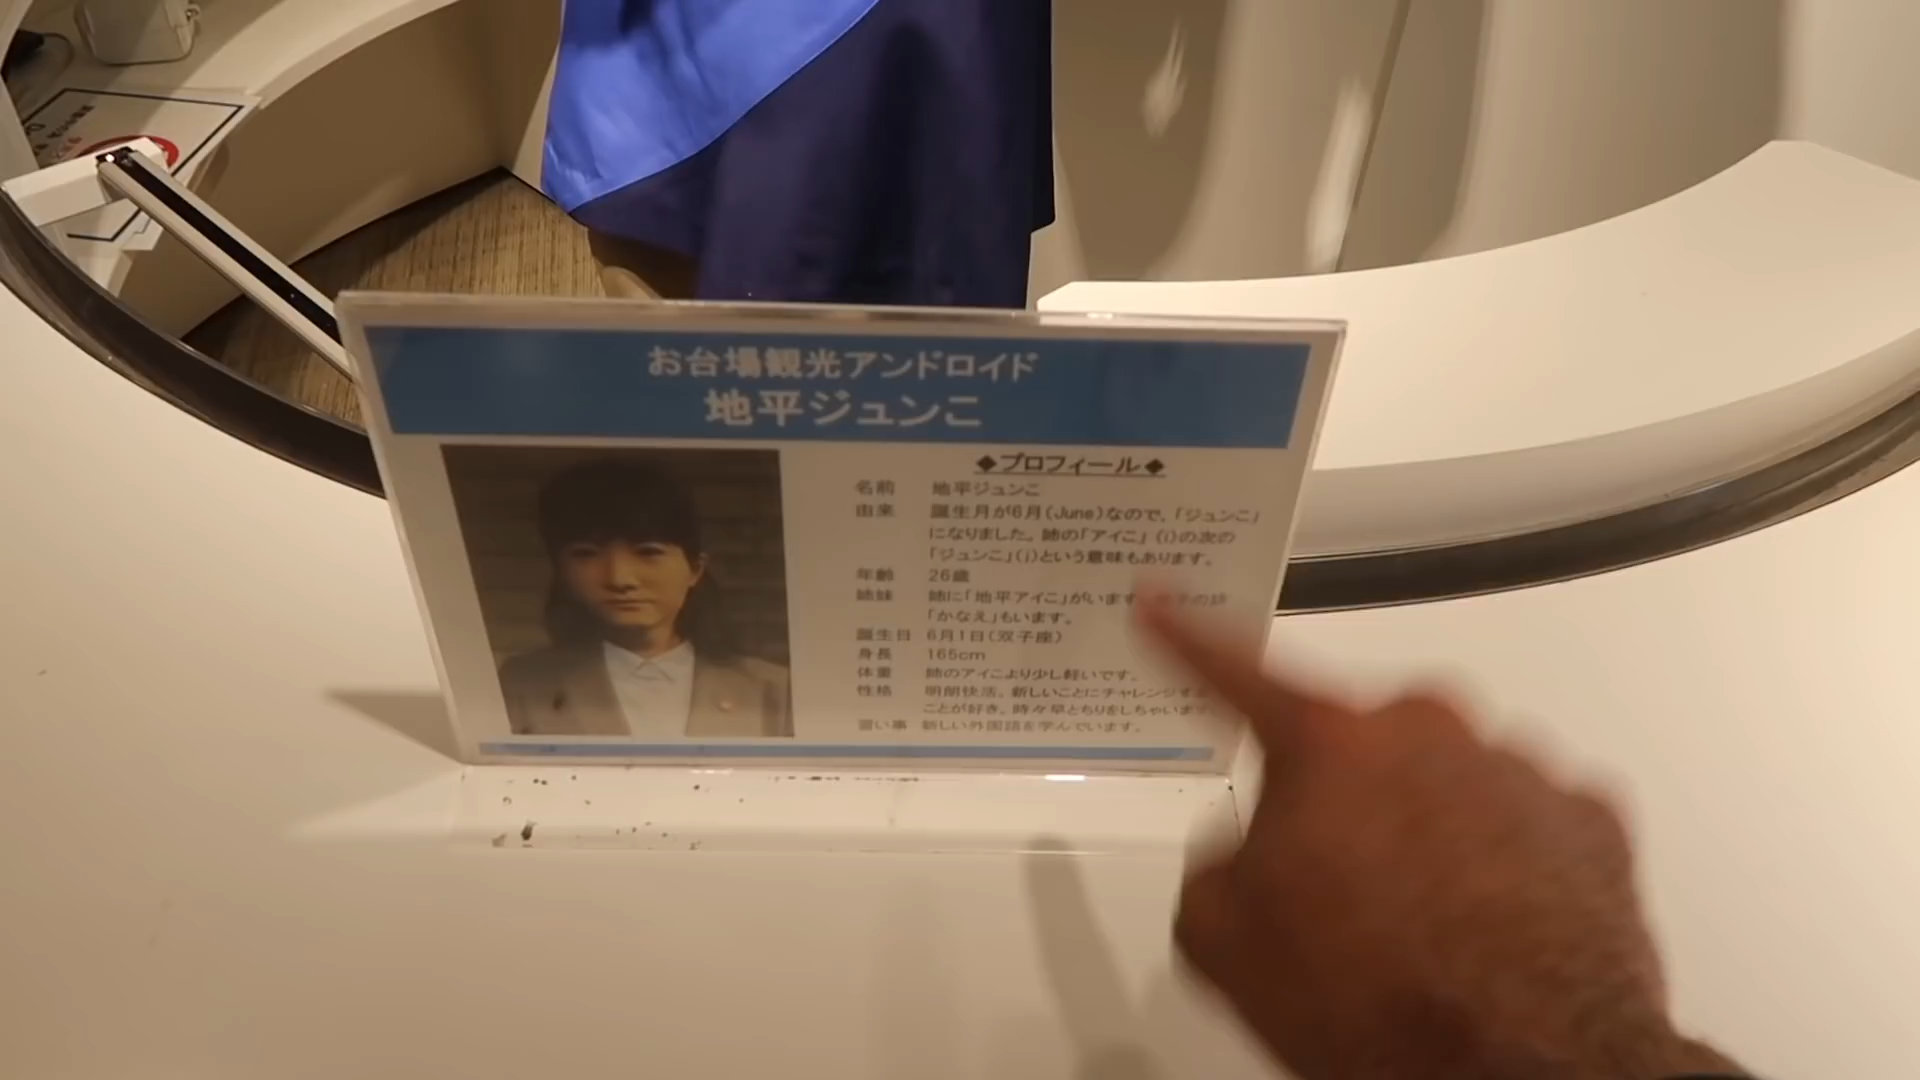 お台場観光アンドロイド
地平ジュンこ
◆プロフィール◆
名前 地平ジュンこ
由来 誕生月が6月(June)なので、「ジュンこ」
になりました。姉の「アイこ」(i)の次の
「ジュンこ」(j)という意味もあります。
年齢 26歳
姉妹 姉に「地平アイこ」がいます
「かなえ」もいます。
誕生日 6月1日(双子座)
身長 165cm
体重 姉のアイこより少し軽いです。
性格 明朗快活。新しいことにチャレンジする
ことが好き。時々早とちりをしちゃいます
習い事 新しい外国語を学んでいます。